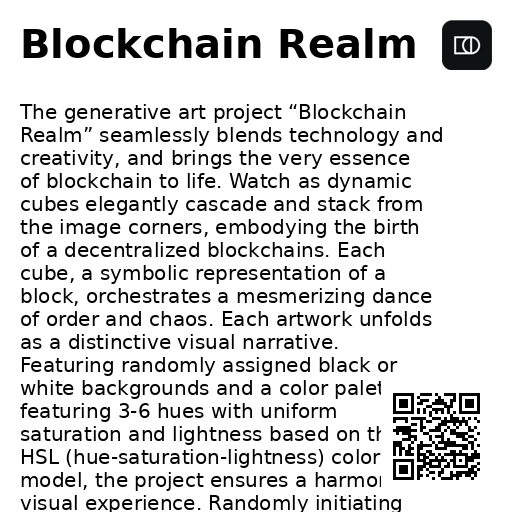 Blockchain Realm
The generative art project “Blockchain
Realm” seamlessly blends technology and
creativity, and brings the very essence
of blockchain to life. Watch as dynamic
cubes elegantly cascade and stack from
the image corners, embodying the birth
of a decentralized blockchains. Each
cube, a symbolic representation of a
block, orchestrates a mesmerizing dance
of order and chaos. Each artwork unfolds
as a distinctive visual narrative.
Featuring randomly assigned black or
white backgrounds and a color palet
featuring 3-6 hues with uniform
saturation and lightness based on th
HSL (hue-saturation-lightness) color
model, the project ensures a harmo
visual experience. Randomly initiating